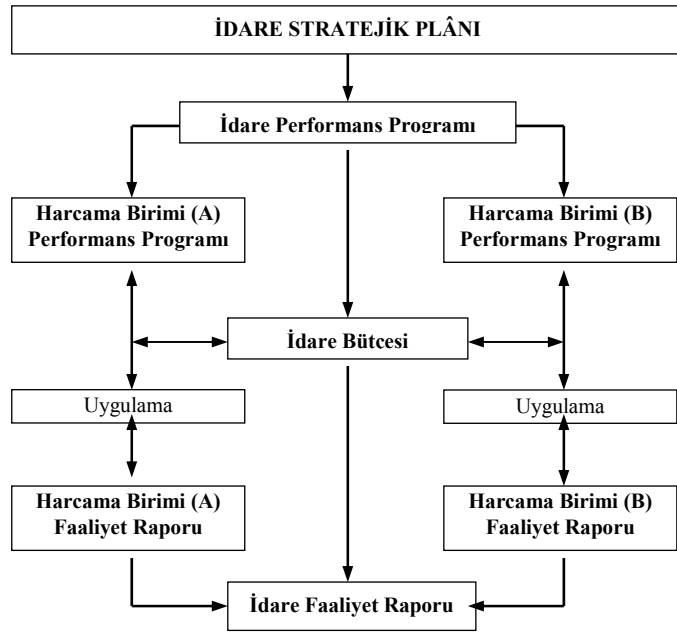 İDARE STRATEJİK PLÂNI
İdare Performans Programı
Harcama Birimi (A)
Performans Programı
Harcama Birimi (B)
Performans Programı
İdare Bütçesi
Uygulama
Uygulama
Harcama Birimi (A)
Faaliyet Raporu
Harcama Birimi (B)
Faaliyet Raporu
İdare Faaliyet Raporu